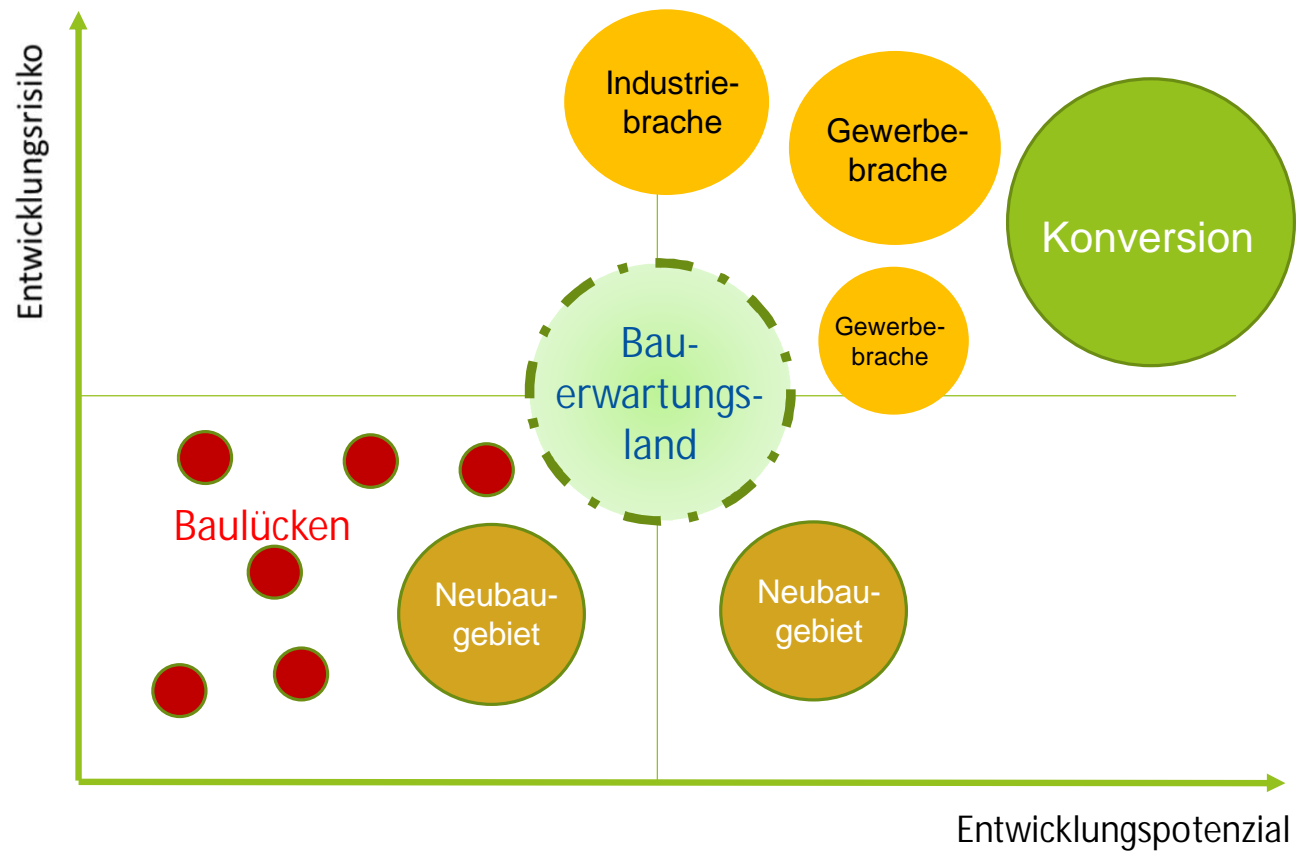 Entwicklungsrisiko
Industrie-
brache
Gewerbe-
brache
Konversion
Gewerbe-
brache
Bau-
erwartungs-
land
Baulücken
Neubau-
gebiet
Neubau-
gebiet
Entwicklungspotenzial